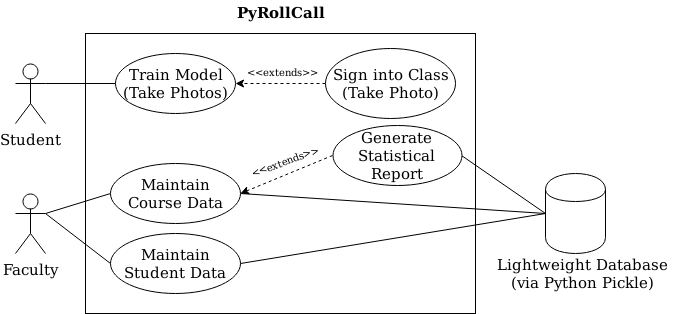 PyRollCall
Train Model
(Take Photos)
<<extends>>
Sign into Class
(Take Photo)
Student
Generate
Statistical
Report
<<extends>>
Maintain
Course Data
Faculty
Maintain
Student Data
Lightweight Database
(via Python Pickle)